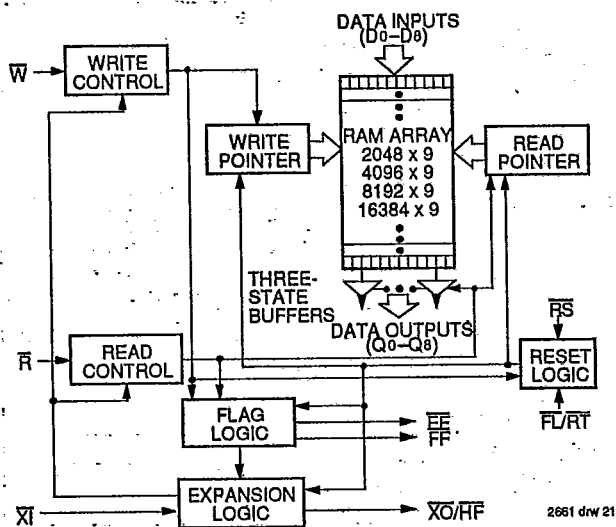 DATA INPUTS
(D0–D8)
W
WRITE
CONTROL
WRITE
POINTER
RAM ARRAY
2048 x 9
4096 x 9
8192 x 9
16384 x 9
READ
POINTER
THREE-
STATE
BUFFERS
DATA OUTPUTS
(Q0–Q8)
R
READ
CONTROL
RS
RESET
LOGIC
FL/RT
FLAG
LOGIC
EF
FF
XI
EXPANSION
LOGIC
XO/HF
2661 drw 21